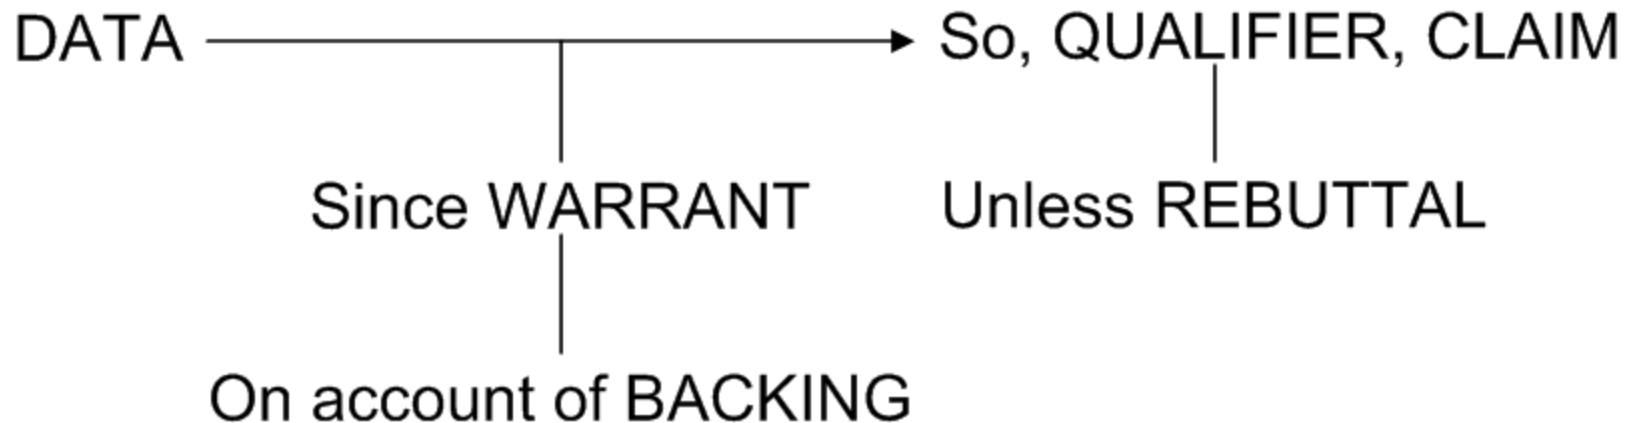 DATA So, QUALIFIER, CLAIM
Since WARRANT Unless REBUTTAL
On account of BACKING